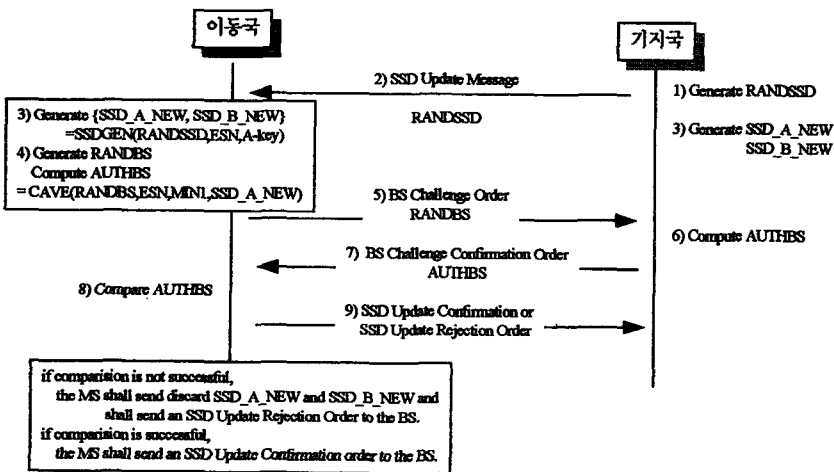 이동국
기지국
2) SSD Update Message
1) Generate RANDSSD
RANDSSD
3) Generate {SSD_A_NEW, SSD_B_NEW}
=SSDGEN(RANDSSD,ESN,A-key)
4) Generate RANDBS
Compute AUTHBS
= CAVE(RANDBS,ESN,MIN1,SSD_A_NEW)
3) Generate SSD_A_NEW
SSD_B_NEW
5) BS Challenge Order
RANDBS
6) Compute AUTHBS
7) BS Challenge Confirmation Order
AUTHBS
8) Compare AUTHBS
9) SSD Update Confirmation or
SSD Update Rejection Order
if comparision is not successful,
the MS shall send discard SSD_A_NEW and SSD_B_NEW and
shall send an SSD Update Rejection Order to the BS.
if comparision is successful,
the MS shall send an SSD Update Confirmation order to the BS.